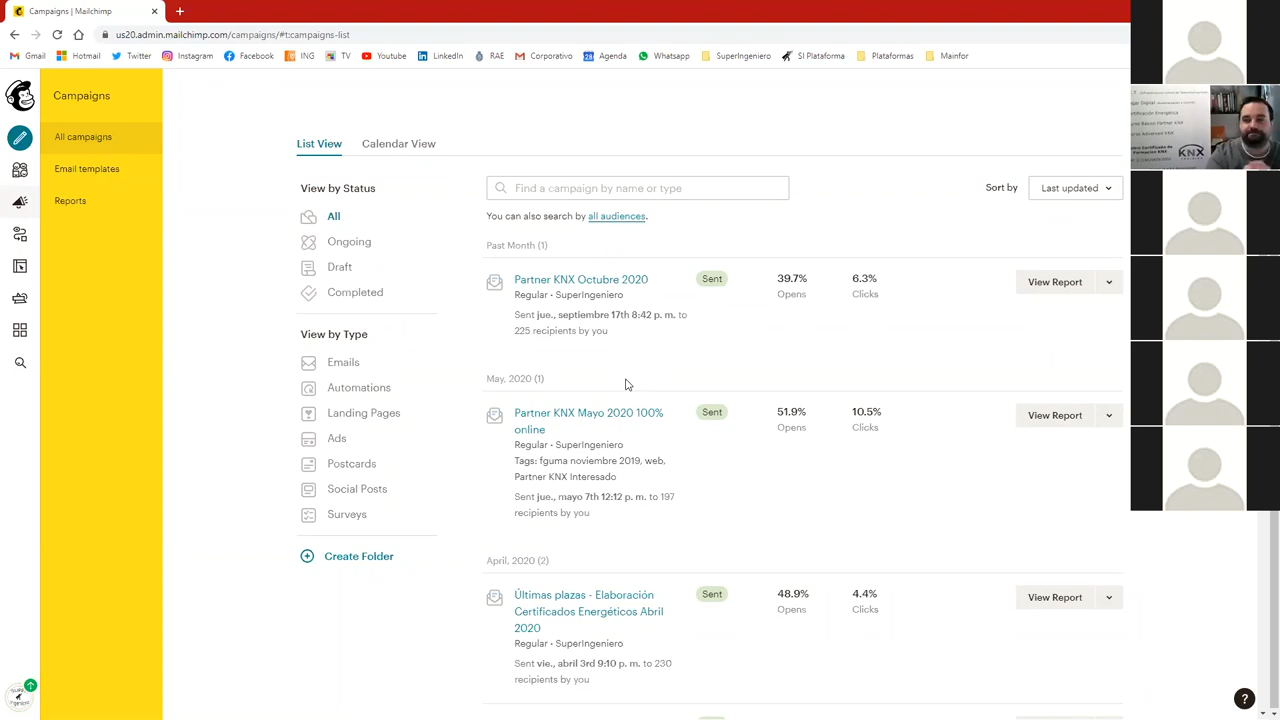 Campaigns | Mailchimp
us20.admin.mailchimp.com/campaigns/#t:campaigns-list
Gmail
Hotmail
Twitter
Instagram
Facebook
ING
TV
Youtube
LinkedIn
RAE
Corporativo
Agenda
Whatsapp
SuperIngeniero
SI Plataforma
Plataformas
Mainfor
Campaigns
All campaigns
Email templates
Reports
List View
Calendar View
View by Status
All
Ongoing
Draft
Completed
View by Type
Emails
Automations
Landing Pages
Ads
Postcards
Social Posts
Surveys
Create Folder
Find a campaign by name or type
Sort by
Last updated
You can also search by all audiences.
Past Month (1)
Partner KNX Octubre 2020
Sent
39.7%
6.3%
View Report
Regular • SuperIngeniero
Opens
Clicks
Sent jue., septiembre 17th 8:42 p. m. to
225 recipients by you
May, 2020 (1)
Partner KNX Mayo 2020 100%
online
Sent
51.9%
10.5%
View Report
Opens
Clicks
Regular • SuperIngeniero
Tags: fguma noviembre 2019, web,
Partner KNX Interesado
Sent jue., mayo 7th 12:12 p. m. to 197
recipients by you
April, 2020 (2)
Últimas plazas - Elaboración
Certificados Energéticos Abril
2020
Sent
48.9%
4.4%
View Report
Opens
Clicks
Regular • SuperIngeniero
Sent vie., abril 3rd 9:10 p. m. to 230
recipients by you
?
Digital
KNX